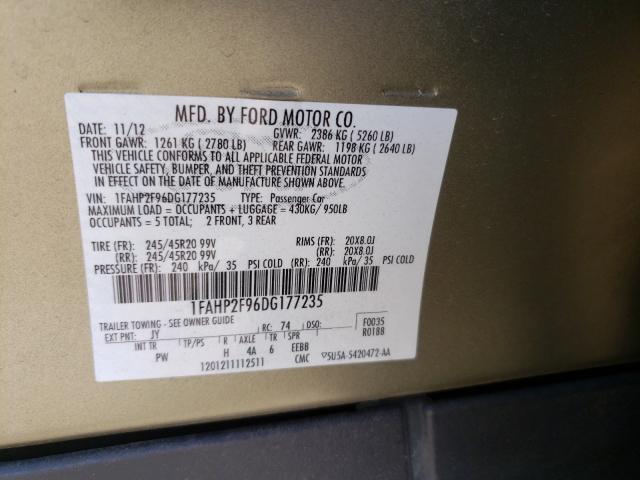 MFD. BY FORD MOTOR CO.
DATE: 11/12 GVWR: 2386 KG ( 5260 LB)
FRONT GAWR: 1261 KG ( 2780 LB) REAR GAWR: 1198 KG ( 2640 LB)
THIS VEHICLE CONFORMS TO ALL APPLICABLE FEDERAL MOTOR
VEHICLE SAFETY, BUMPER, AND THEFT PREVENTION STANDARDS
IN EFFECT ON THE DATE OF MANUFACTURE SHOWN ABOVE.
VIN: 1FAHP2F96DG177235 TYPE: Passenger Car
MAXIMUM LOAD = OCCUPANTS + LUGGAGE = 430KG/ 950LB
OCCUPANTS = 5 TOTAL; 2 FRONT, 3 REAR
TIRE (FR): 245/45R20 99V RIMS (FR): 20X8.0J
(RR): 245/45R20 99V (RR): 20X8.0J
PRESSURE (FR): 240 kPa/ 35 PSI COLD (RR): 240 kPa/ 35 PSI COLD
1FAHP2F96DG177235
TRAILER TOWING - SEE OWNER GUIDE
EXT PNT: JY RC: 74 DSO: F0035
R0188
INT TR TP/PS R AXLE TR SPR
PW H 4A 6 EEBB
1201211112511 CMC 5U5A-5420472-AA